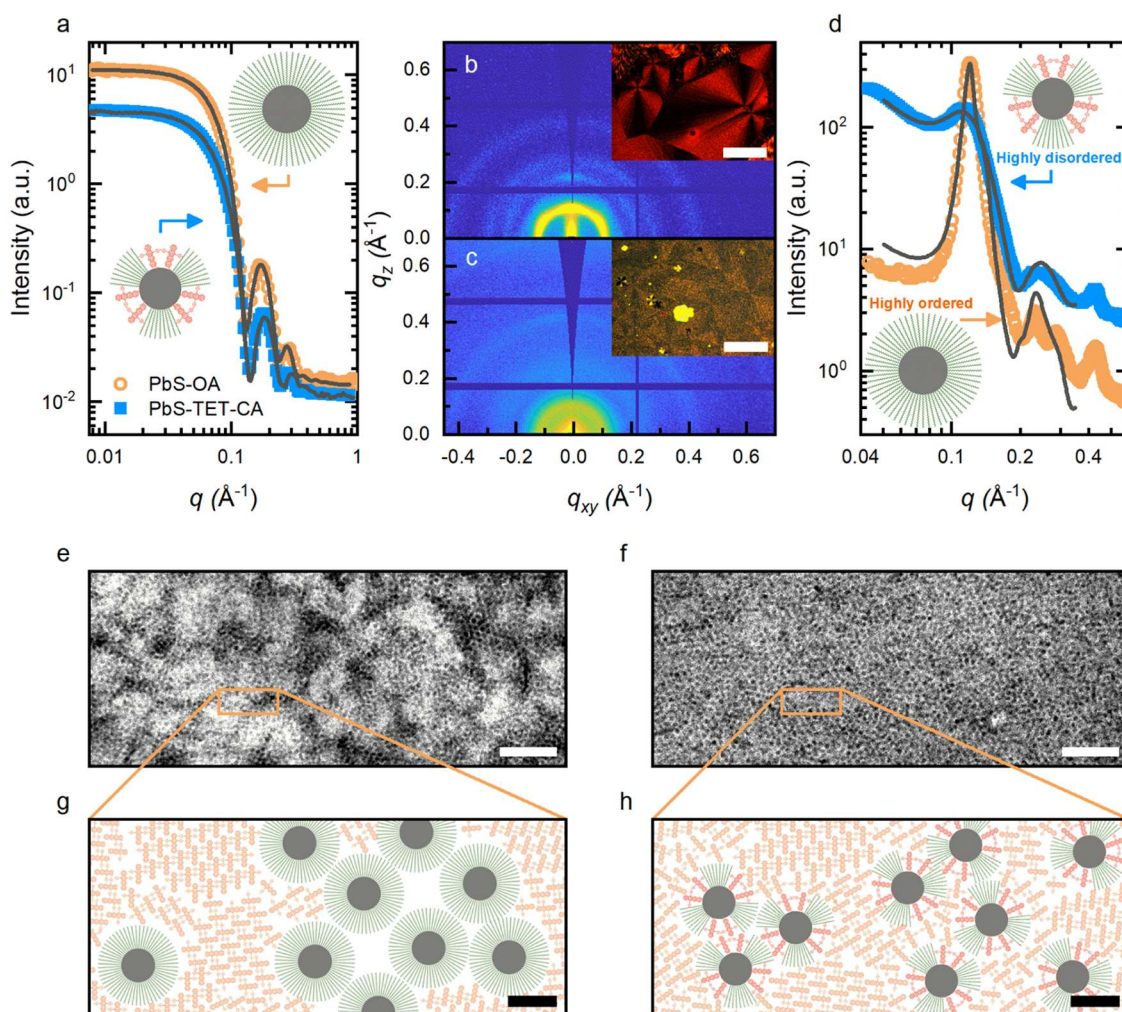 a
Intensity (a.u.)
10¹
10⁰
10⁻¹
10⁻²
PbS-OA
PbS-TET-CA
0.01
0.1
1
q (Å⁻¹)
b
c
q_z (Å⁻¹)
0.6
0.4
0.2
0.0
0.6
0.4
0.2
0.0
-0.4
-0.2
0.0
0.2
0.4
0.6
q_xy (Å⁻¹)
d
Intensity (a.u.)
10²
10¹
10⁰
Highly disordered
Highly ordered
0.04
0.1
0.2
0.4
q (Å⁻¹)
e
f
g
h